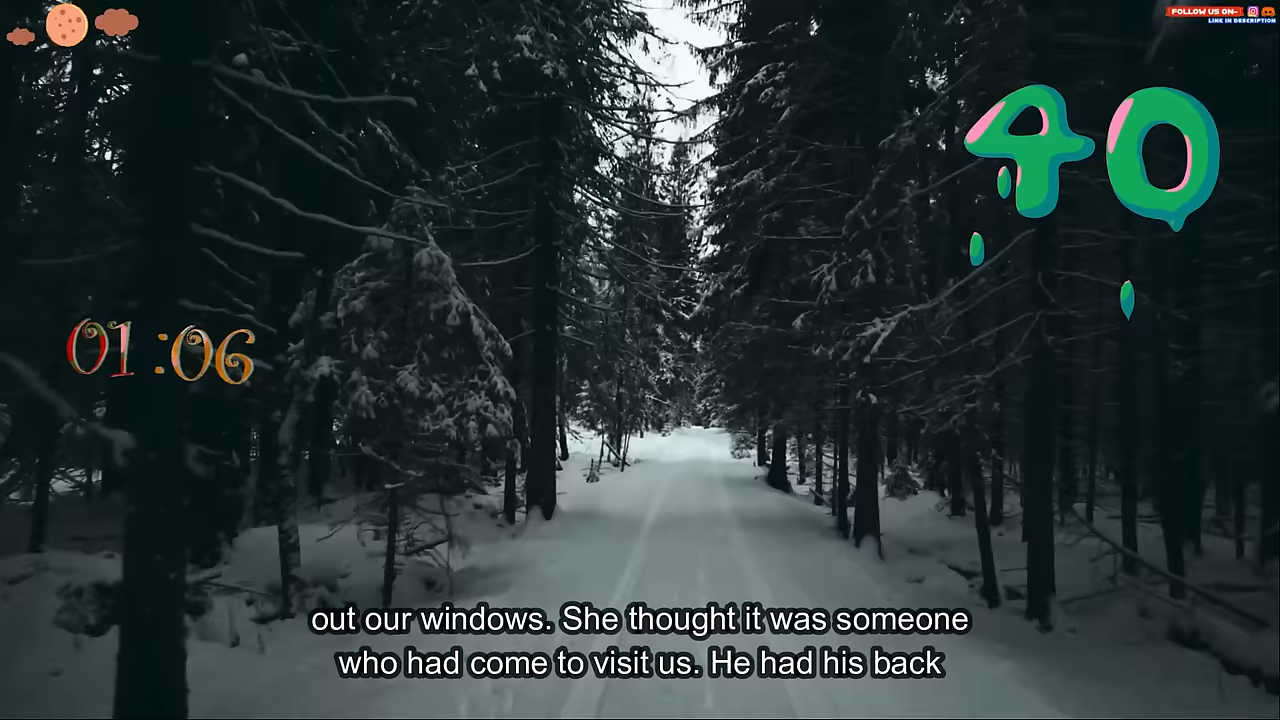 FOLLOW US ON-
LINK IN DESCRIPTION
40
01:06
out our windows. She thought it was someone
who had come to visit us. He had his back